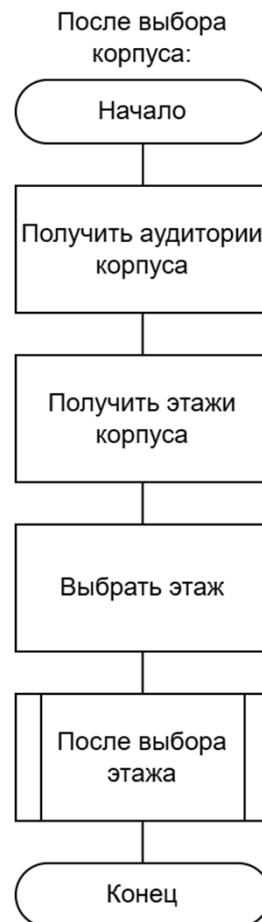 После выбора
корпуса:
Начало
Получить аудитории
корпуса
Получить этажи
корпуса
Выбрать этаж
После выбора
этажа
Конец